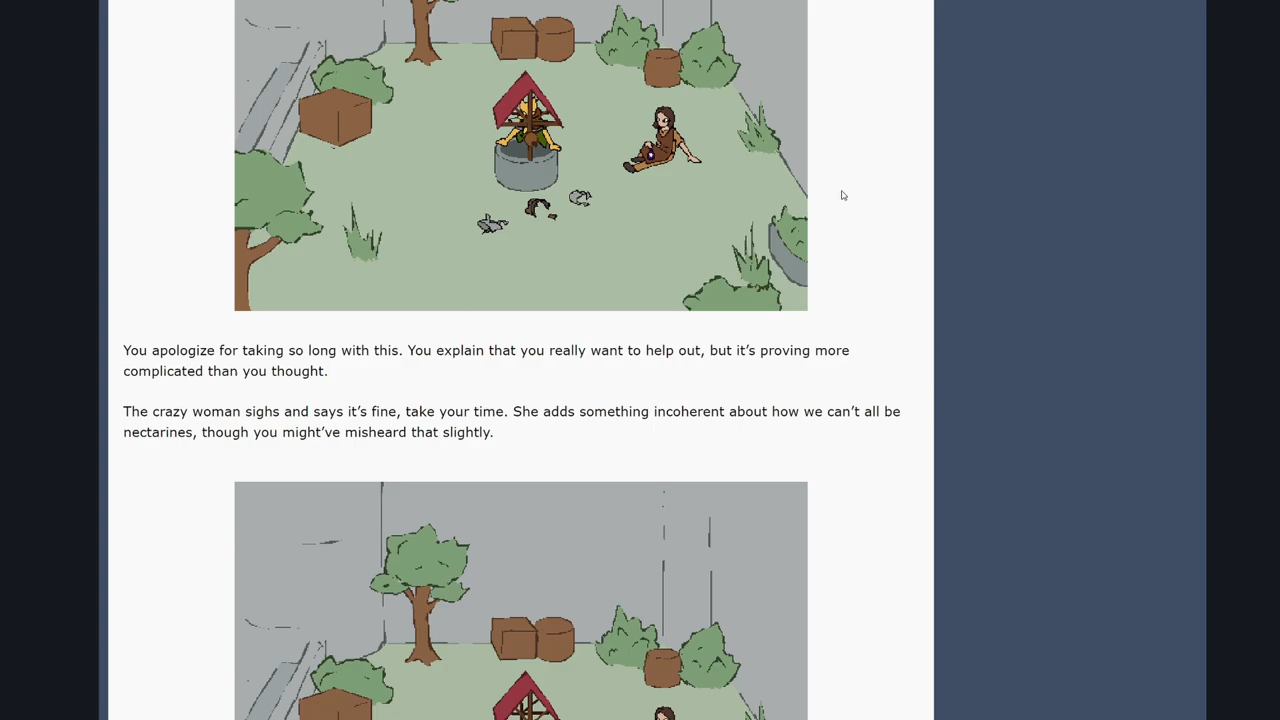 You apologize for taking so long with this. You explain that you really want to help out, but it’s proving more
complicated than you thought.
The crazy woman sighs and says it’s fine, take your time. She adds something incoherent about how we can’t all be
nectarines, though you might’ve misheard that slightly.